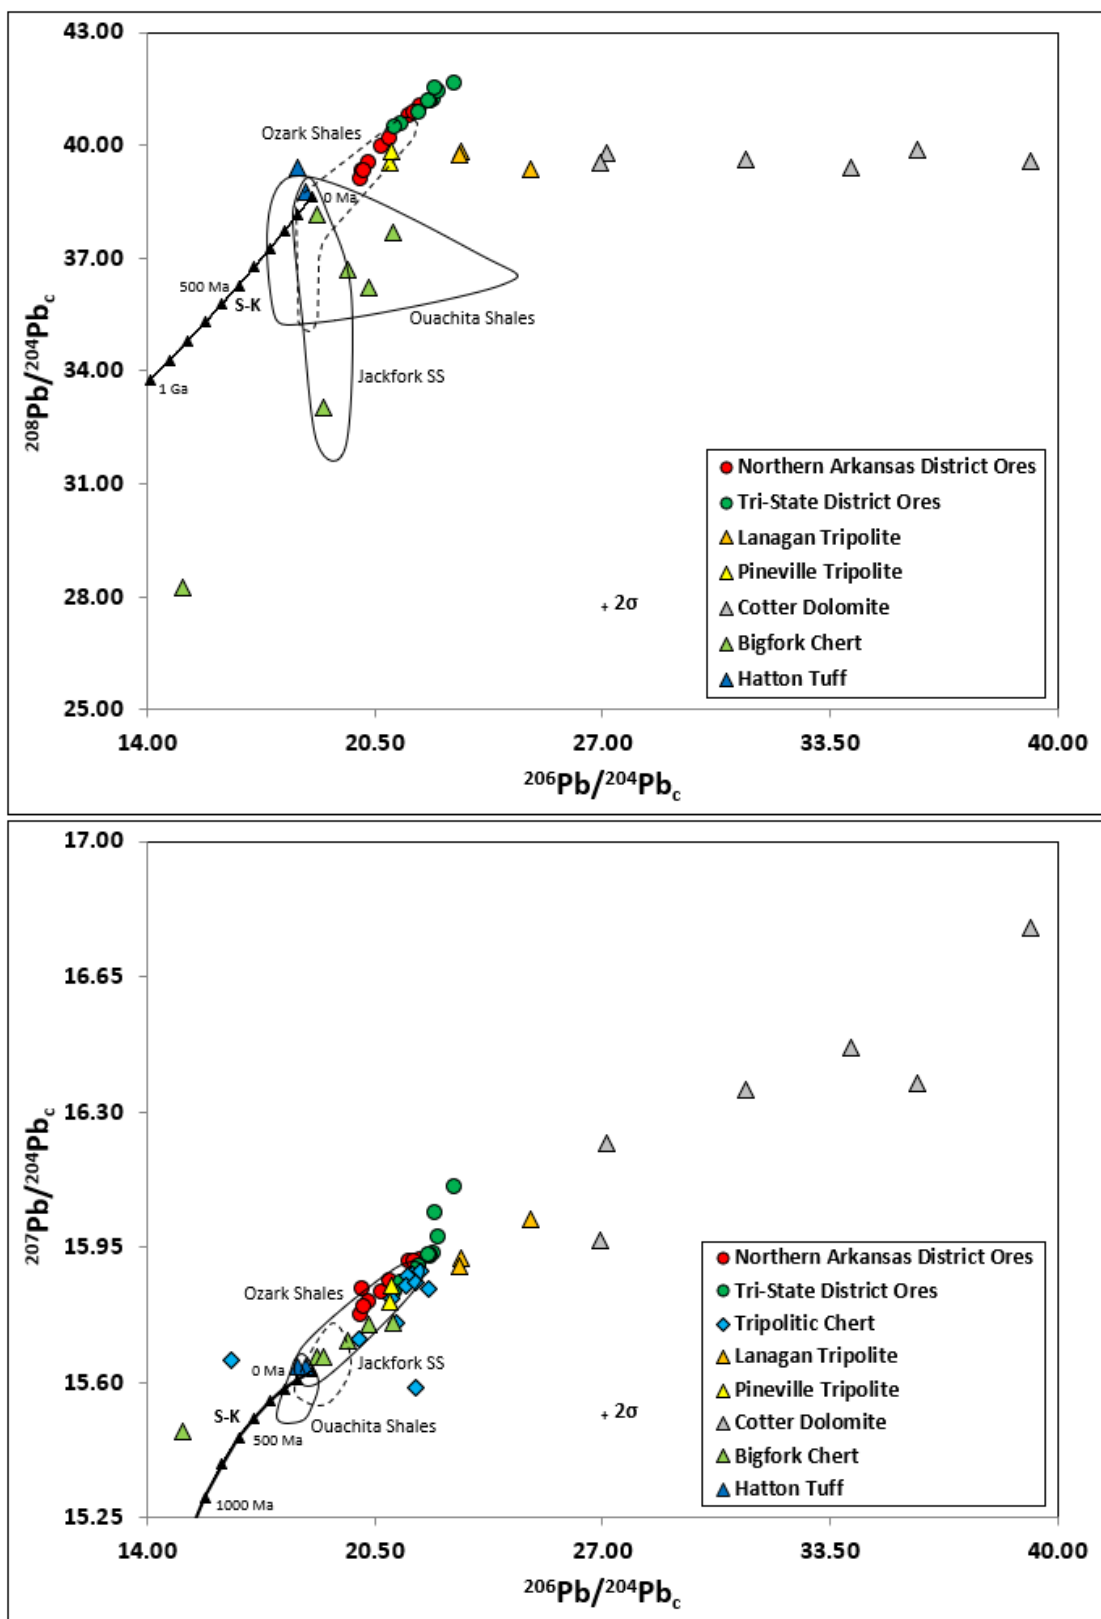 43.00
40.00
37.00
34.00
31.00
28.00
25.00
208Pb/204Pbc
Ozark Shales
0 Ma
500 Ma
S-K
Ouachita Shales
Jackfork SS
1 Ga
Northern Arkansas District Ores
Tri-State District Ores
Lanagan Tripolite
Pineville Tripolite
Cotter Dolomite
Bigfork Chert
Hatton Tuff
2σ
14.00 20.50 27.00 33.50 40.00
206Pb/204Pbc
17.00
16.65
16.30
15.95
15.60
15.25
207Pb/204Pbc
Ozark Shales
0 Ma
Jackfork SS
S-K
Ouachita Shales
500 Ma
1000 Ma
Northern Arkansas District Ores
Tri-State District Ores
Tripolitic Chert
Lanagan Tripolite
Pineville Tripolite
Cotter Dolomite
Bigfork Chert
Hatton Tuff
2σ
14.00 20.50 27.00 33.50 40.00
206Pb/204Pbc